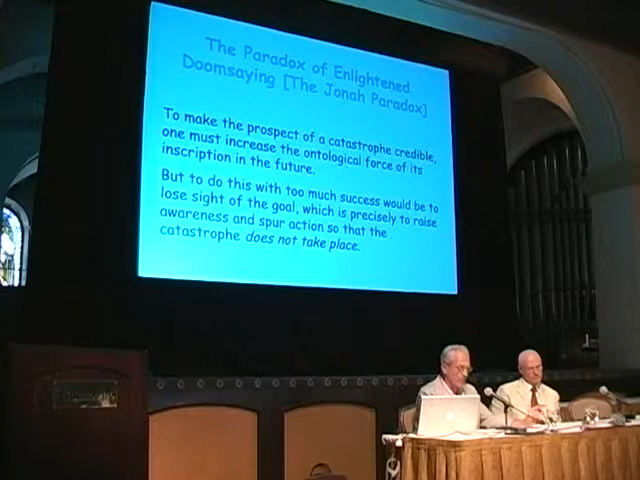 The Paradox of Enlightened
Doomsaying [The Jonah Paradox]
To make the prospect of a catastrophe credible,
one must increase the ontological force of its
inscription in the future.
But to do this with too much success would be to
lose sight of the goal, which is precisely to raise
awareness and spur action so that the
catastrophe does not take place.